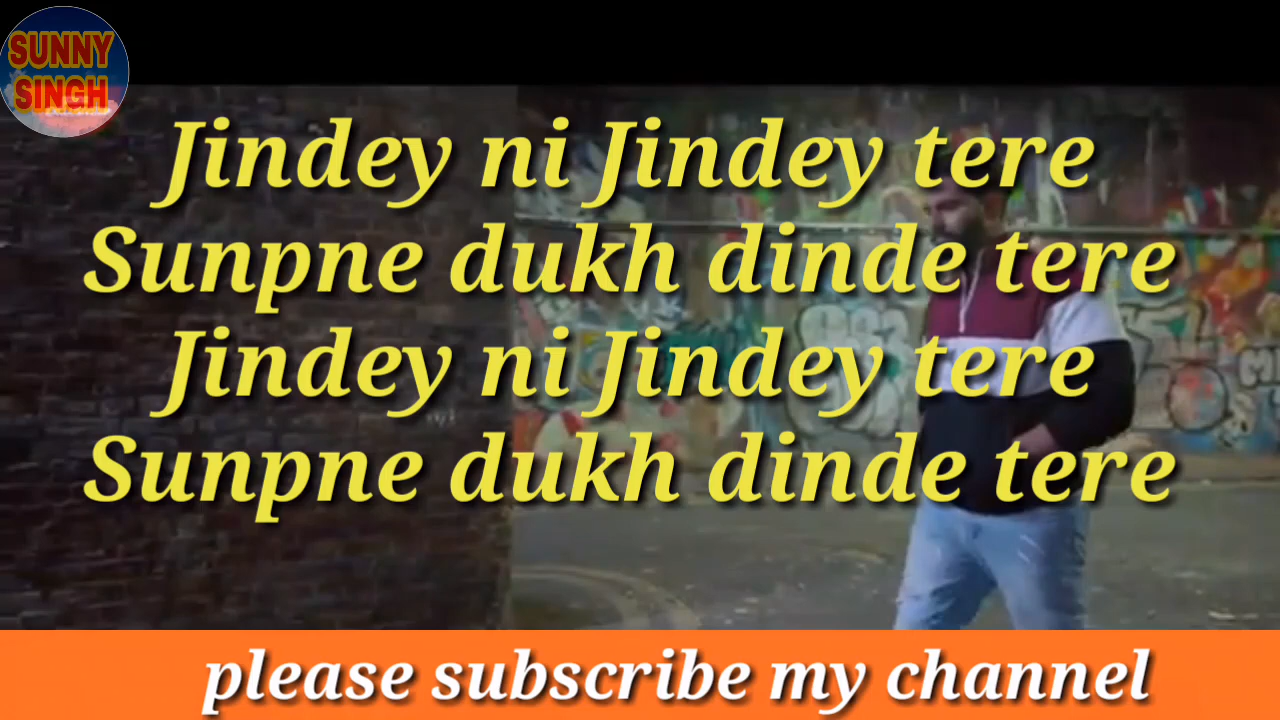 SUNNY
SINGH
Jindey ni Jindey tere
Sunpne dukh dinde tere
Jindey ni Jindey tere
Sunpne dukh dinde tere
please subscribe my channel